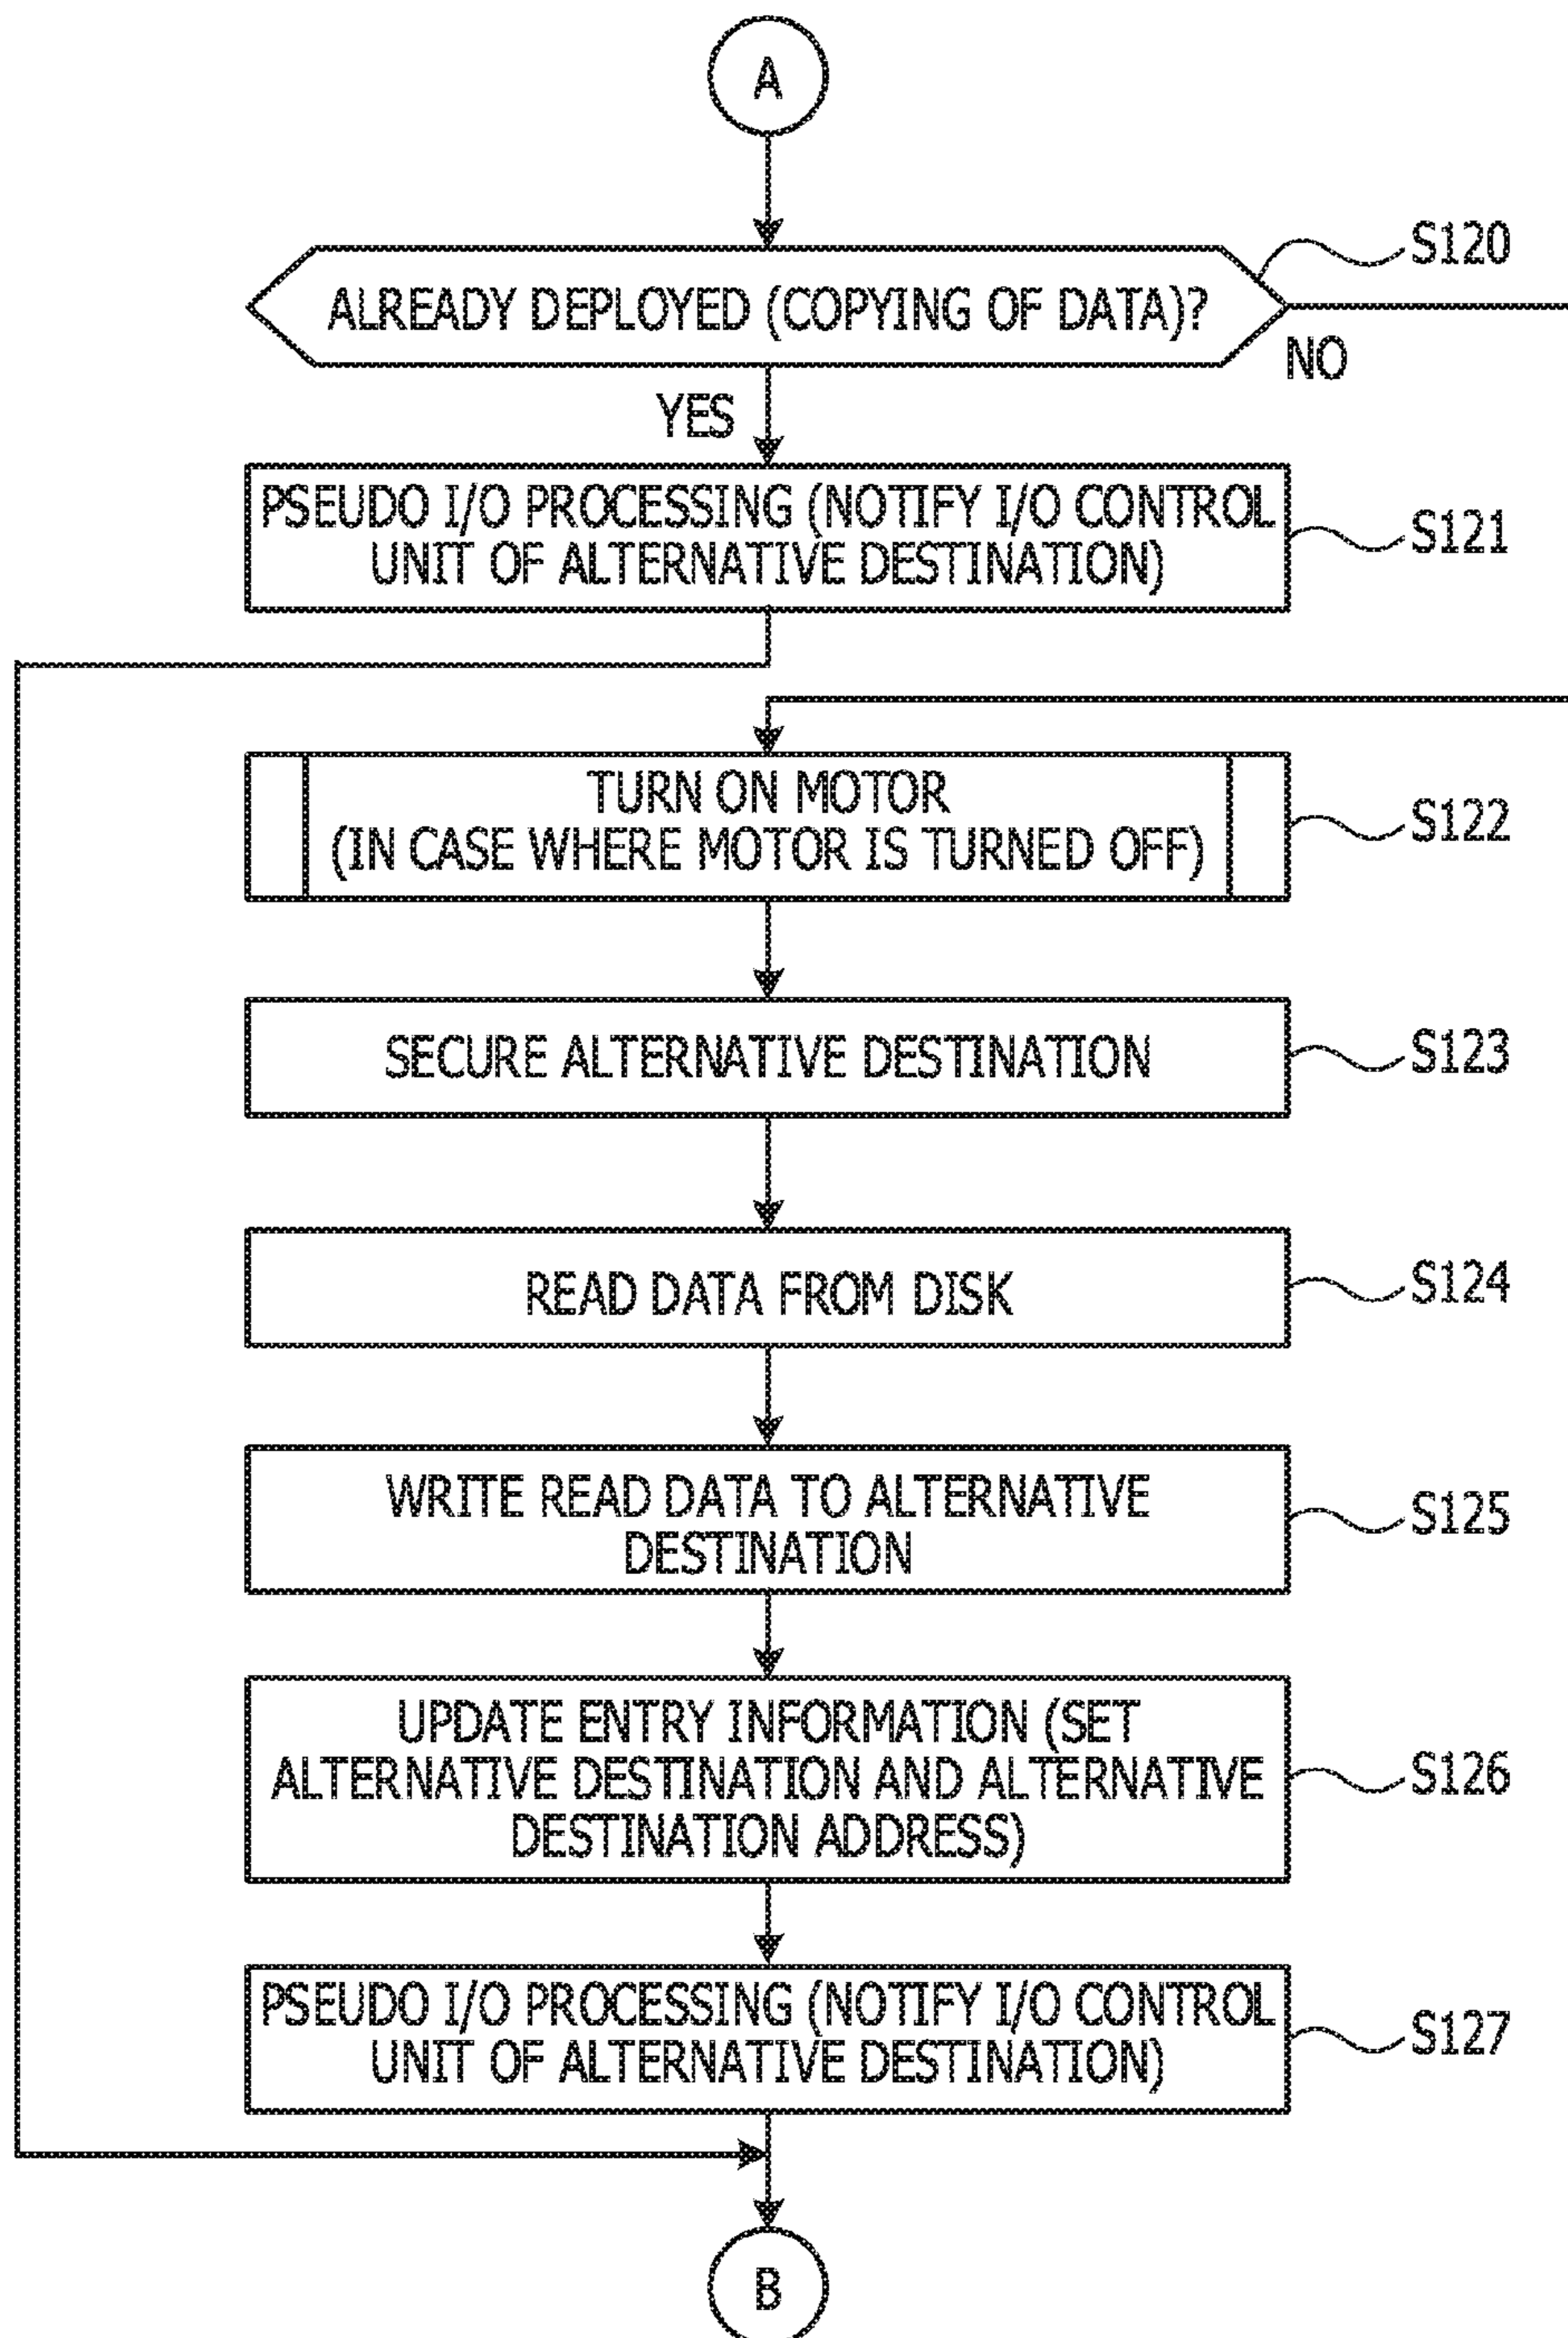 A
ALREADY DEPLOYED (COPYING OF DATA)?
S120
NO
YES
PSEUDO I/O PROCESSING (NOTIFY I/O CONTROL
UNIT OF ALTERNATIVE DESTINATION)
S121
TURN ON MOTOR
(IN CASE WHERE MOTOR IS TURNED OFF)
S122
SECURE ALTERNATIVE DESTINATION
S123
READ DATA FROM DISK
S124
WRITE READ DATA TO ALTERNATIVE
DESTINATION
S125
UPDATE ENTRY INFORMATION (SET
ALTERNATIVE DESTINATION AND ALTERNATIVE
DESTINATION ADDRESS)
S126
PSEUDO I/O PROCESSING (NOTIFY I/O CONTROL
UNIT OF ALTERNATIVE DESTINATION)
S127
B